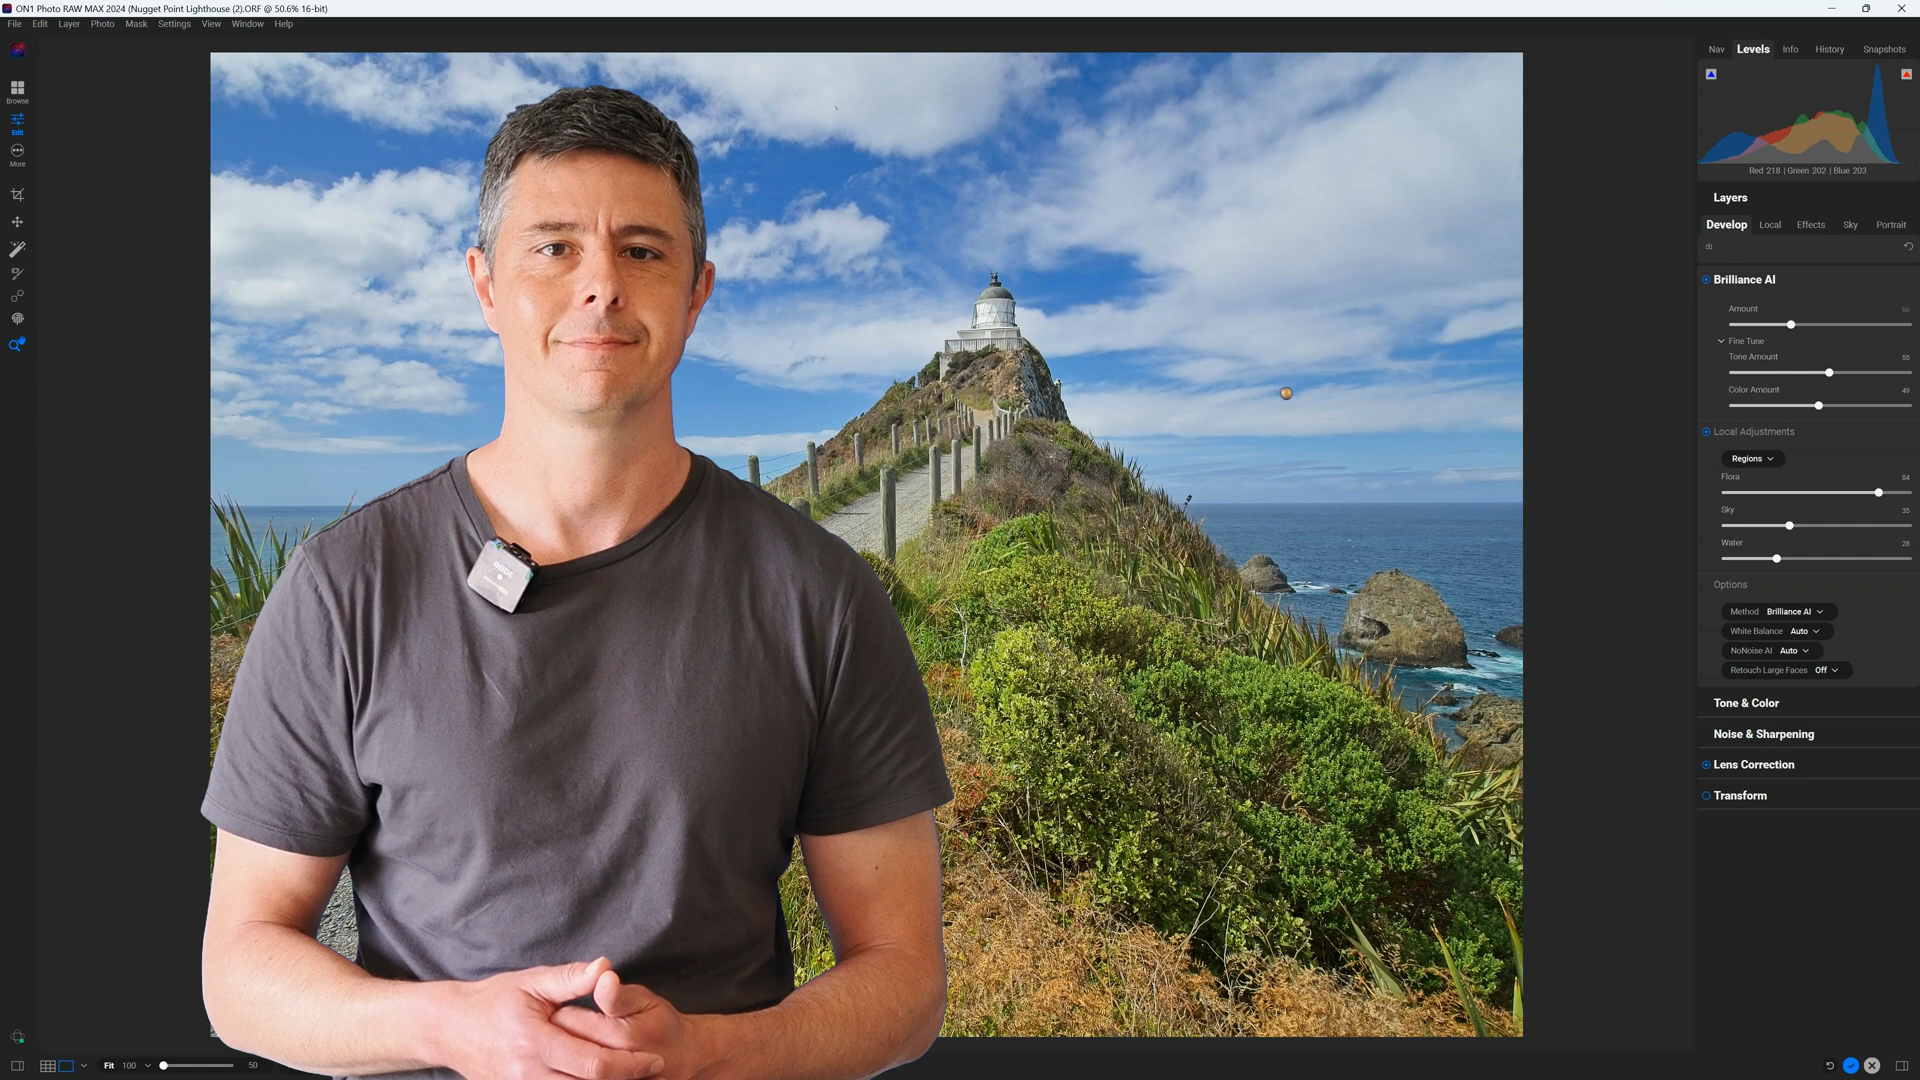 ON1 Photo RAW MAX 2024 (Nugget Point Lighthouse (2).ORF @ 50.6% 16-bit)
File Edit Layer Photo Mask Settings View Window Help
Browse
Edit
More
Nav Levels Info History Snapshots
Red 218 | Green 202 | Blue 203
Layers
Develop Local Effects Sky Portrait
Brilliance AI
Amount 66
Fine Tune
Tone Amount 55
Color Amount 49
Local Adjustments
Regions
Flora 84
Sky 35
Water 28
Options
Method Brilliance AI
White Balance Auto
NoNoise AI Auto
Retouch Large Faces Off
Tone & Color
Noise & Sharpening
Lens Correction
Transform
RØDE
Fit 100 50